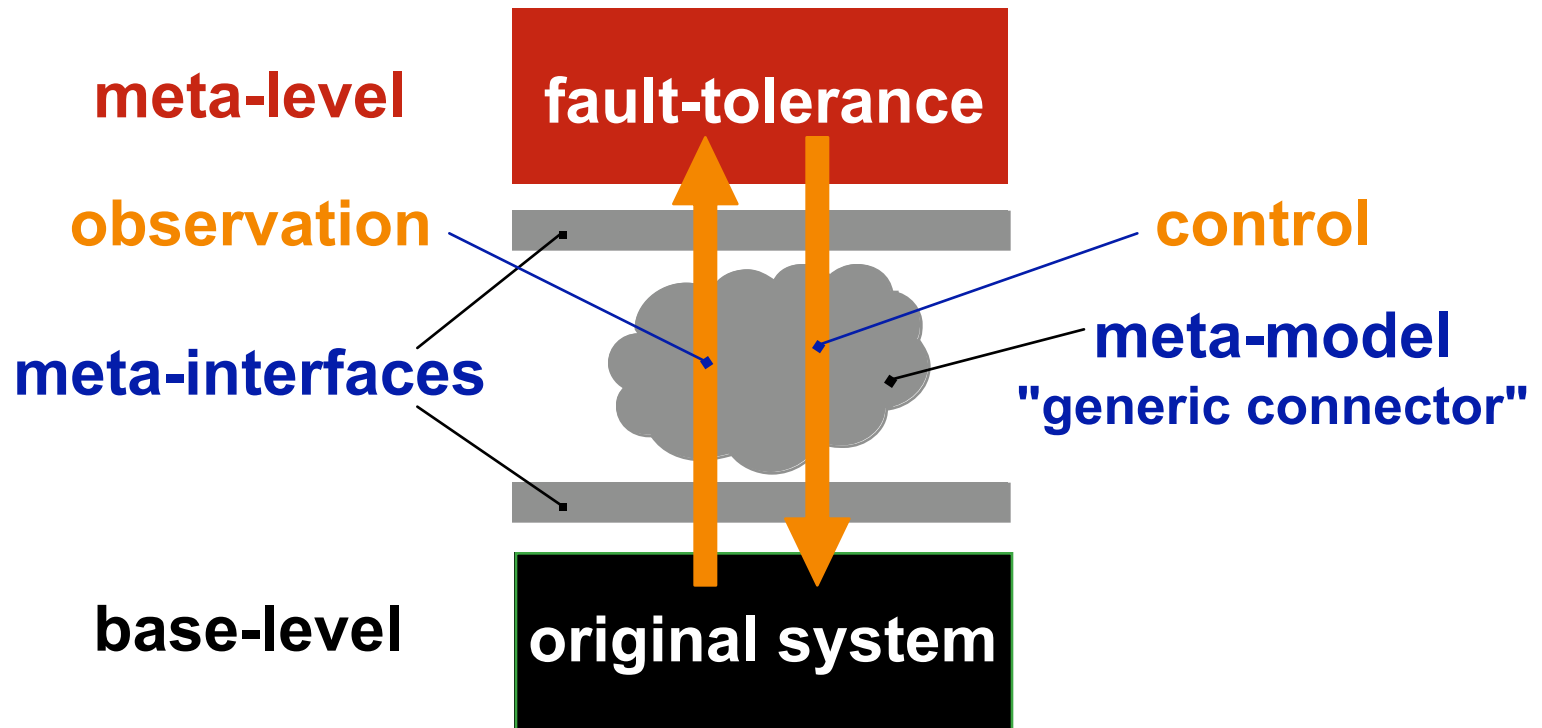 meta-level
fault-tolerance
observation
control
meta-interfaces
meta-model
"generic connector"
base-level
original system